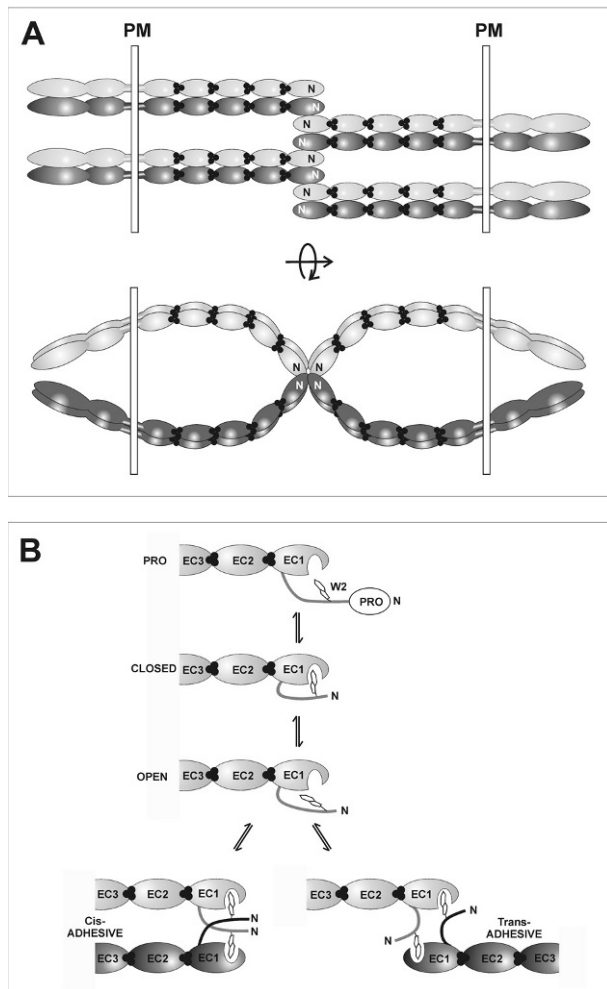 A
PM PM
N
N
N
N
N
N
N
N
N N
N N
B
PRO EC3 EC2 EC1
W2
PRO N
CLOSED EC3 EC2 EC1
N
OPEN EC3 EC2 EC1
N
EC3 EC2 EC1 EC3 EC2 EC1
Cis-
ADHESIVE
N
N
N
N
Trans-
ADHESIVE
EC3 EC2 EC1 EC1 EC2 EC3